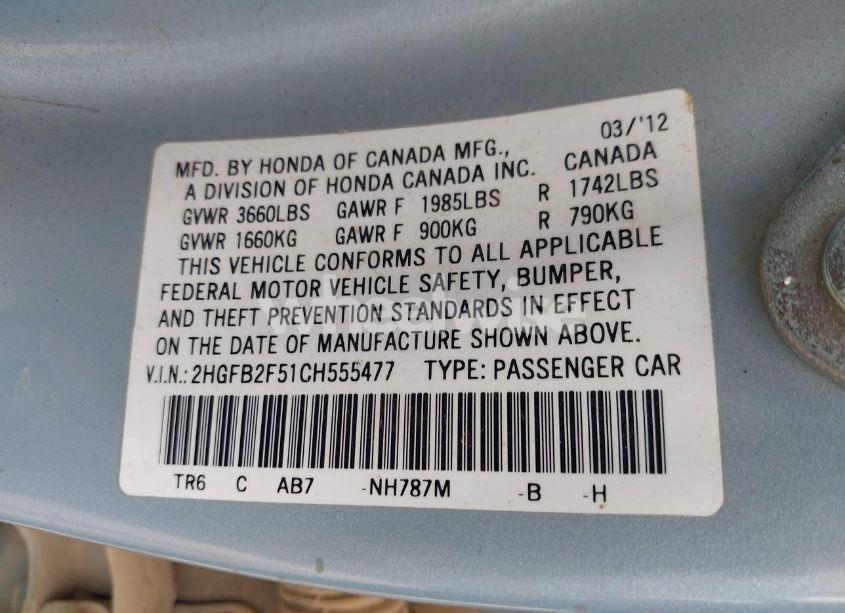 03/'12
MFD. BY HONDA OF CANADA MFG.,
A DIVISION OF HONDA CANADA INC. CANADA
GVWR 3660LBS GAWR F 1985LBS R 1742LBS
GVWR 1660KG GAWR F 900KG R 790KG
THIS VEHICLE CONFORMS TO ALL APPLICABLE
FEDERAL MOTOR VEHICLE SAFETY, BUMPER,
AND THEFT PREVENTION STANDARDS IN EFFECT
ON THE DATE OF MANUFACTURE SHOWN ABOVE.
V.I.N.: 2HGFB2F51CH555477 TYPE: PASSENGER CAR
TR6 C AB7 -NH787M -B -H